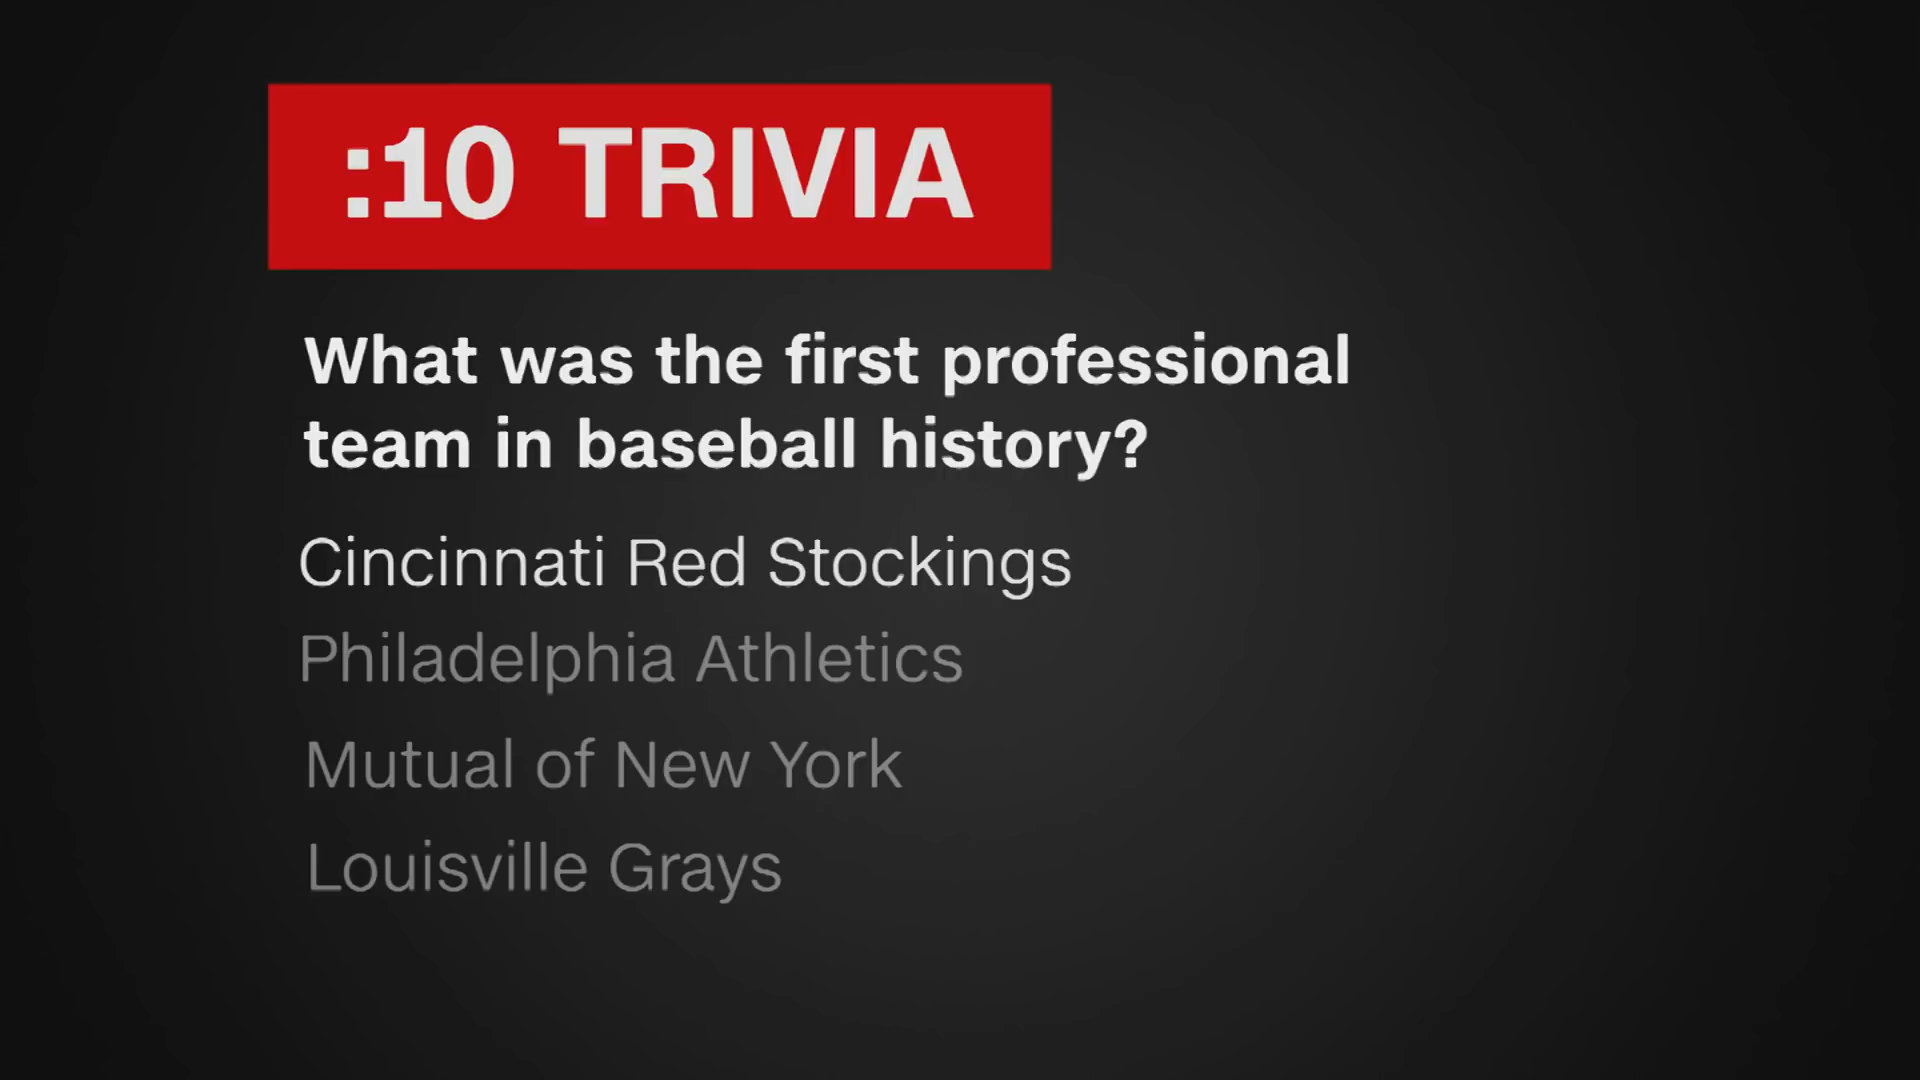 :10 TRIVIA
What was the first professional
team in baseball history?
Cincinnati Red Stockings
Philadelphia Athletics
Mutual of New York
Louisville Grays